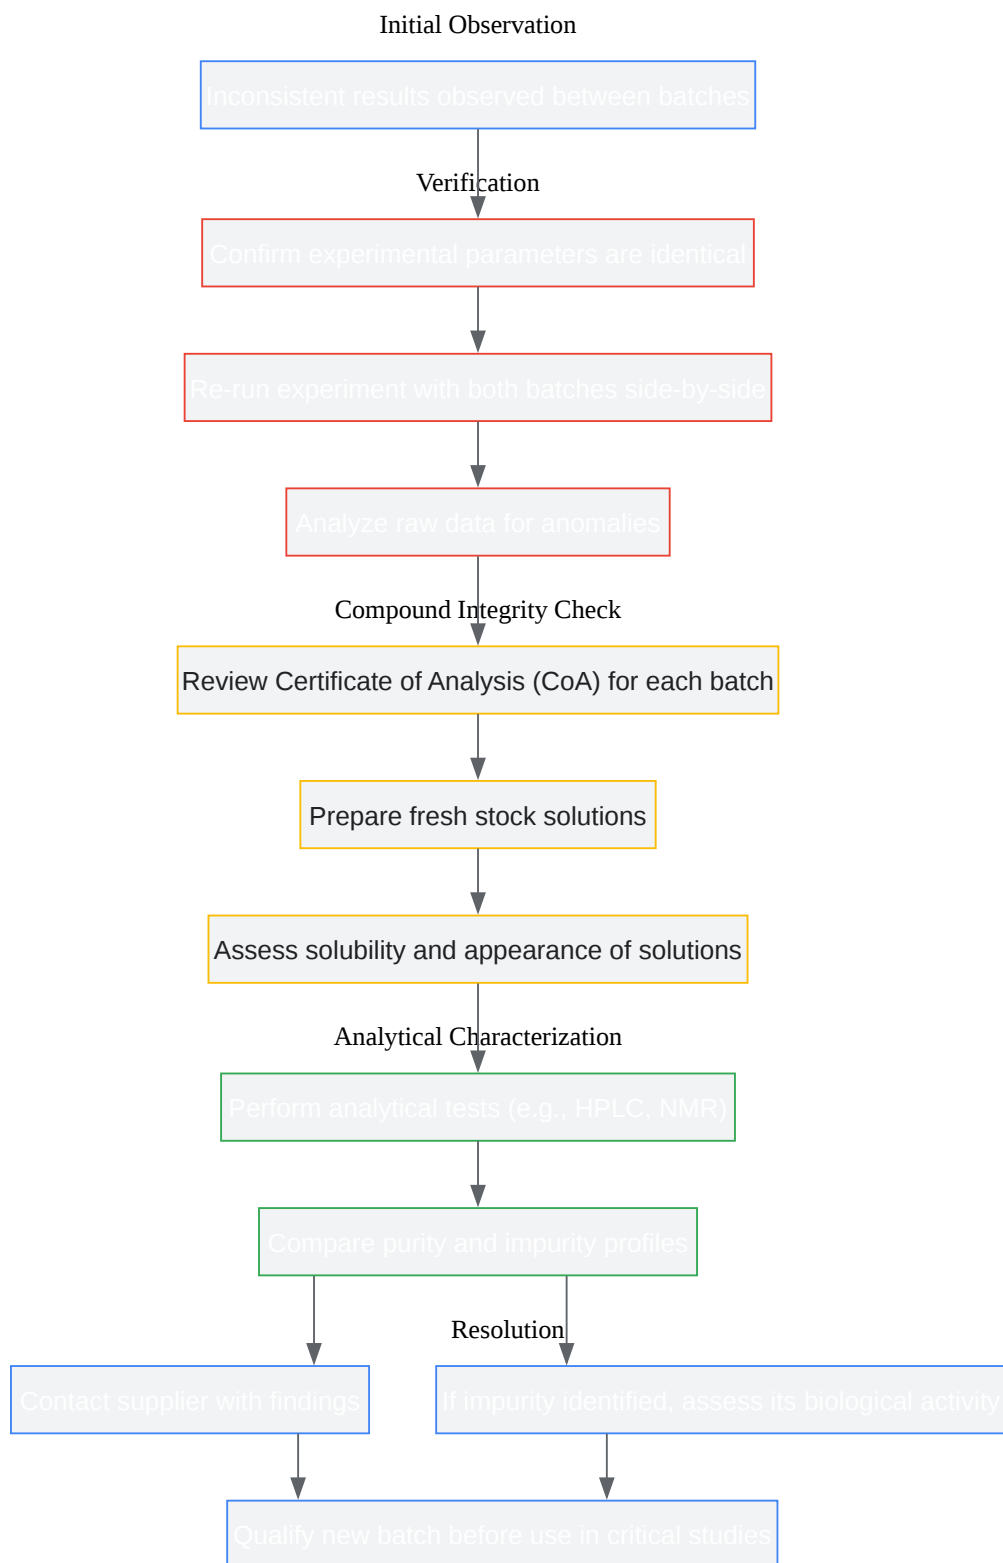 Initial Observation
Inconsistent results observed between batches
Verification
Confirm experimental parameters are identical
Re-run experiment with both batches side-by-side
Analyze raw data for anomalies
Compound Integrity Check
Review Certificate of Analysis (CoA) for each batch
Prepare fresh stock solutions
Assess solubility and appearance of solutions
Analytical Characterization
Perform analytical tests (e.g., HPLC, NMR)
Compare purity and impurity profiles
Resolution
Contact supplier with findings
If impurity identified, assess its biological activity
Qualify new batch before use in critical studies